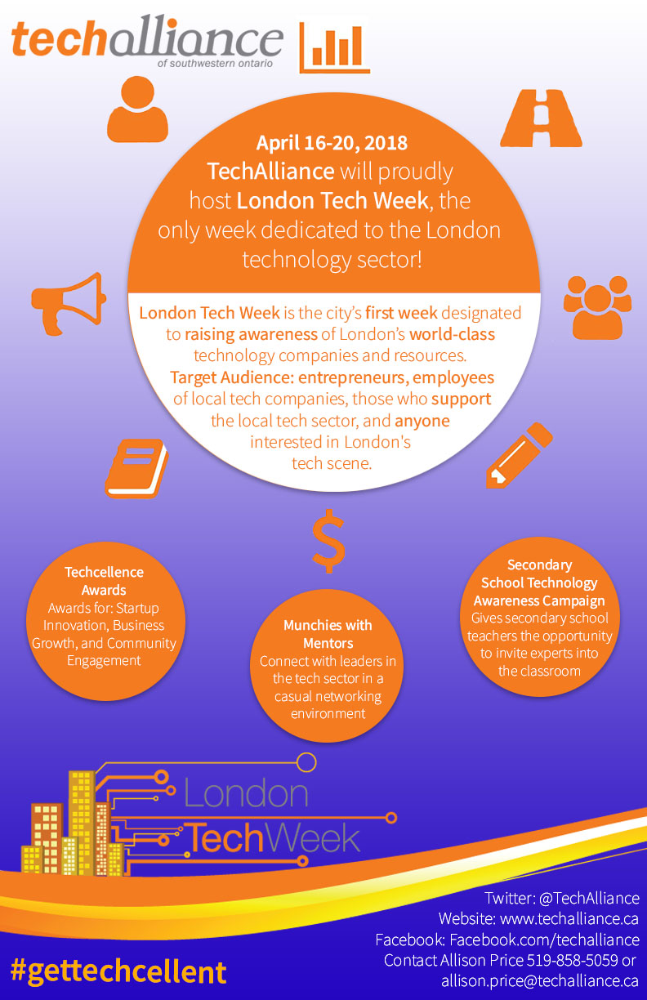 techalliance
of southwestern ontario
April 16-20, 2018
TechAlliance will proudly
host London Tech Week, the
only week dedicated to the London
technology sector!
London Tech Week is the city's first week designated
to raising awareness of London's world-class
technology companies and resources.
Target Audience: entrepreneurs, employees
of local tech companies, those who support
the local tech sector, and anyone
interested in London's
tech scene.
Techcellence
Awards
Awards for: Startup
Innovation, Business
Growth, and Community
Engagement
Munchies with
Mentors
Connect with leaders in
the tech sector in a
casual networking
environment
Secondary
School Technology
Awareness Campaign
Gives secondary school
teachers the opportunity
to invite experts into
the classroom
London
TechWeek
Twitter: @TechAlliance
Website: www.techalliance.ca
Facebook: Facebook.com/techalliance
Contact Allison Price 519-858-5059 or
allison.price@techalliance.ca
#gettechcellent